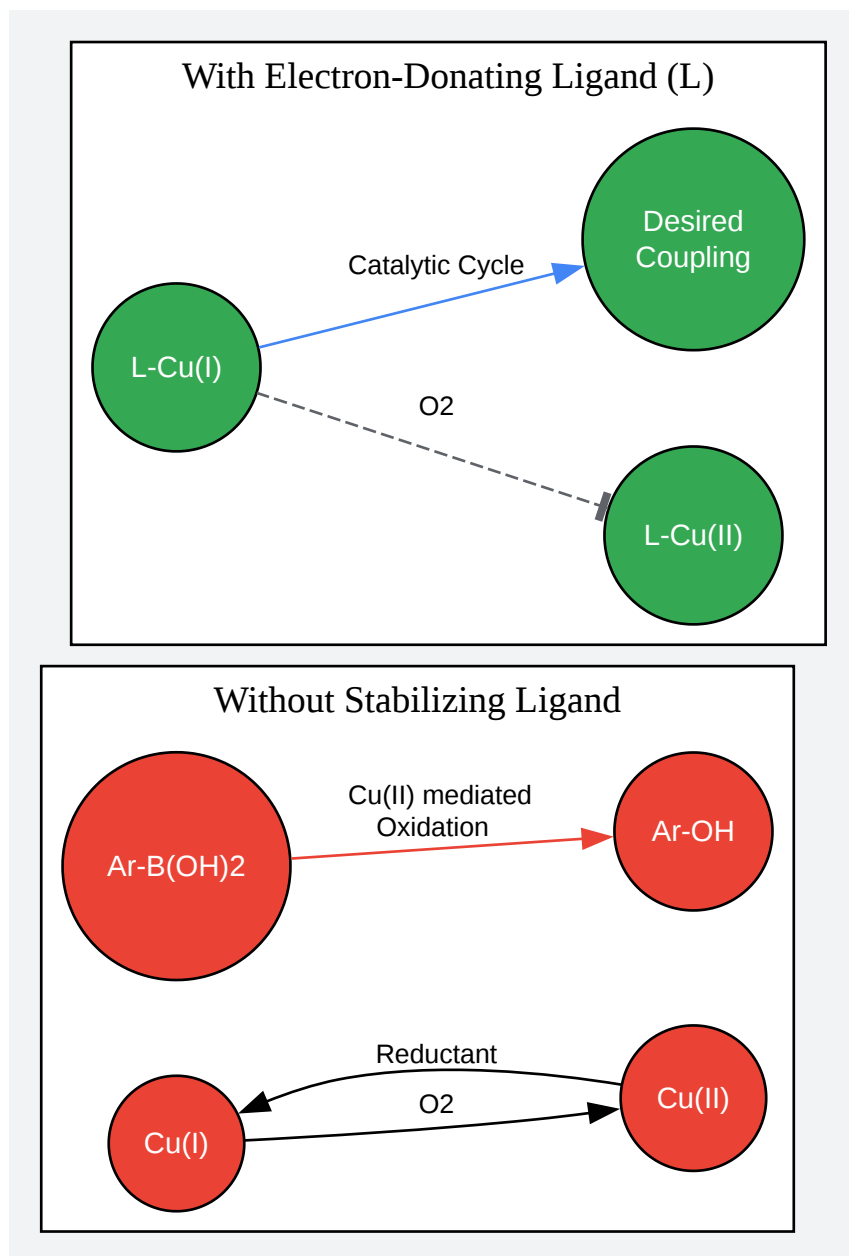 With Electron-Donating Ligand (L)
Desired
Coupling
Catalytic Cycle
L-Cu(I)
O2
L-Cu(II)
Without Stabilizing Ligand
Cu(II) mediated
Oxidation
Ar-OH
Ar-B(OH)2
Reductant
O2
Cu(II)
Cu(I)